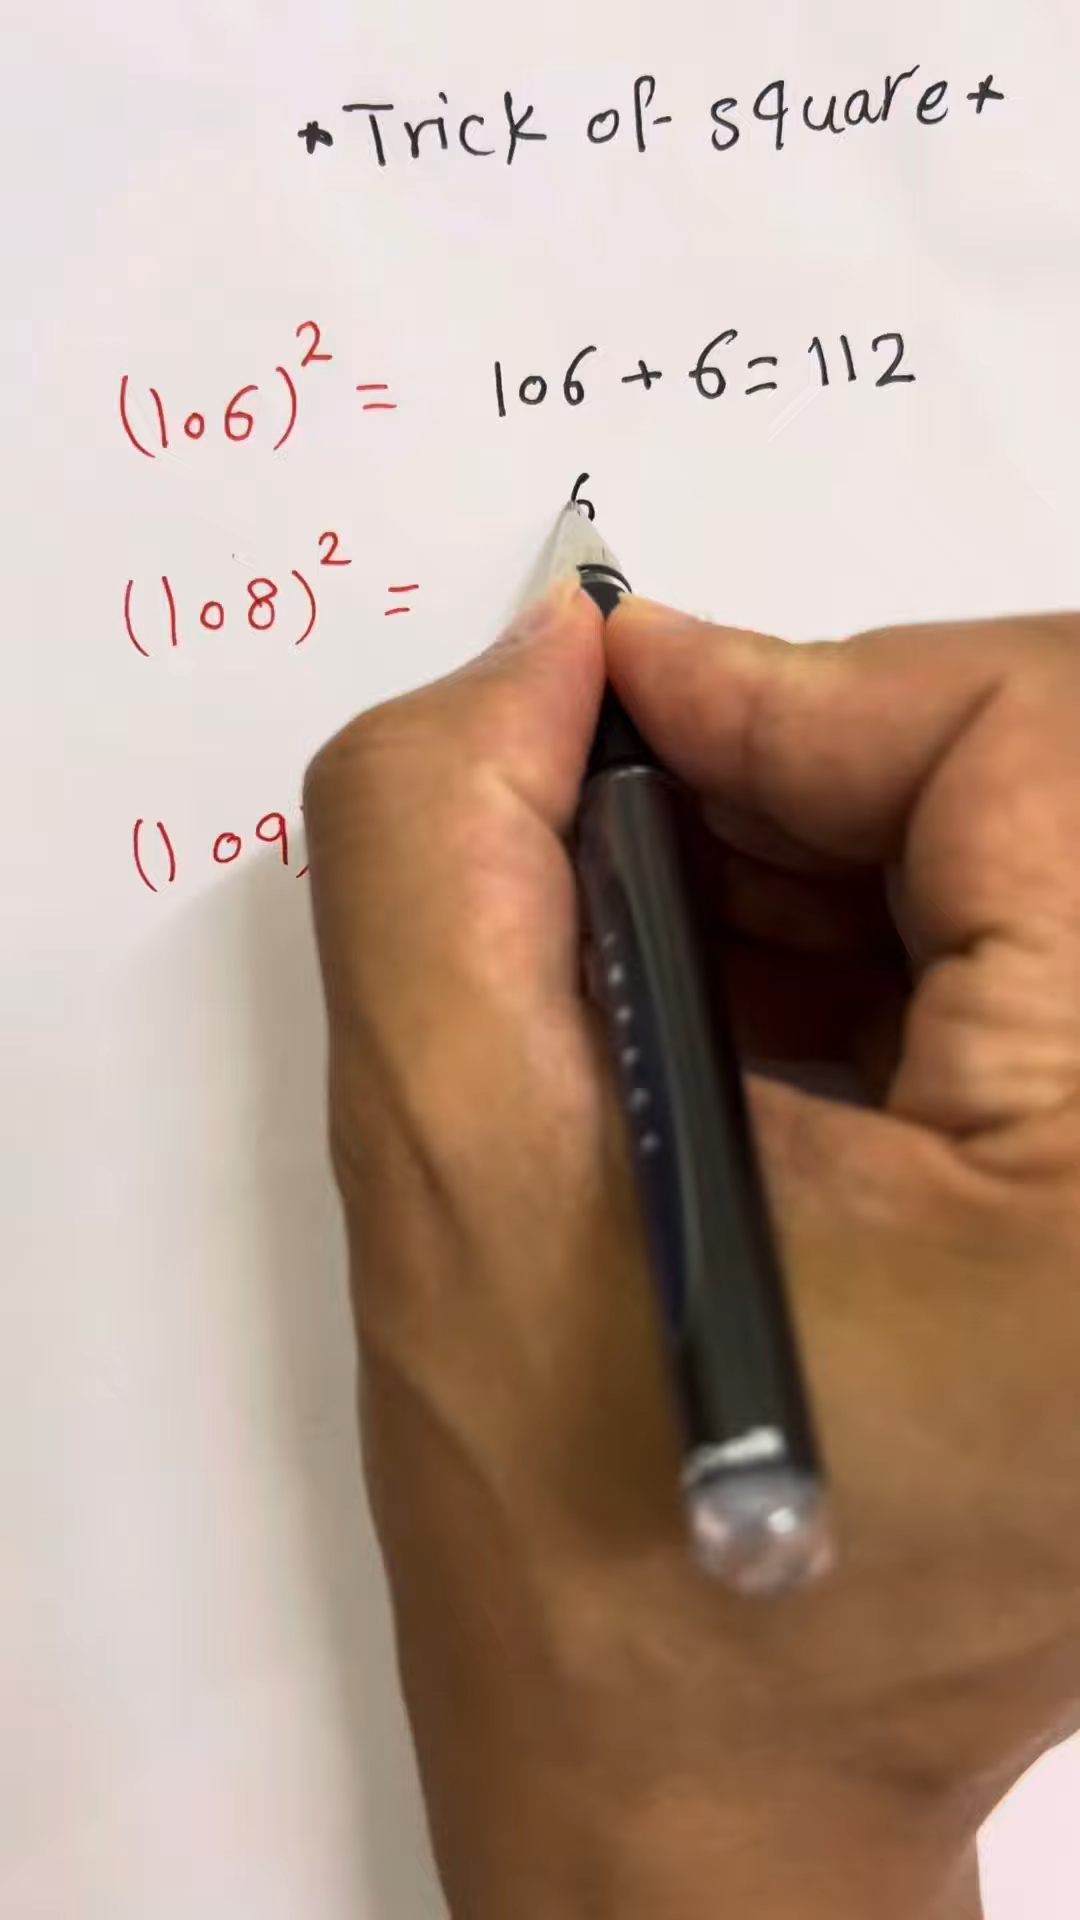 *Trick of square*
(106)² = 106 + 6 = 112
6
(108)² =
(109)